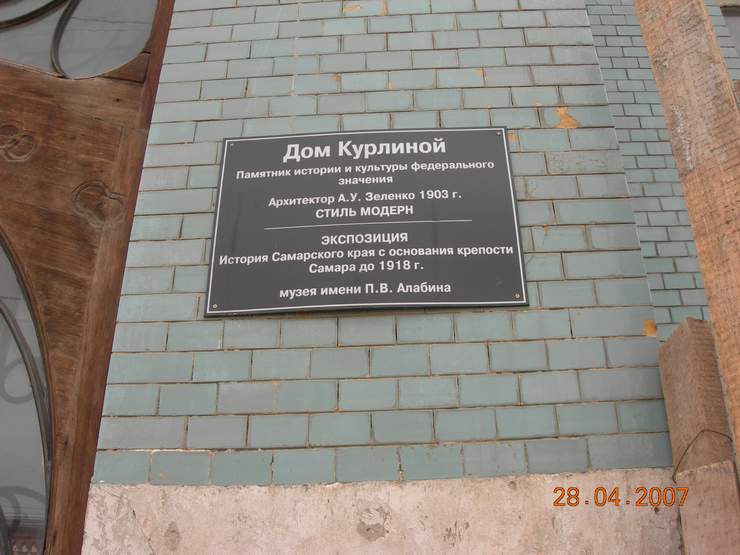 Дом Курлиной
Памятник истории и культуры федерального
значения
Архитектор А.У. Зеленко 1903 г.
СТИЛЬ МОДЕРН
ЭКСПОЗИЦИЯ
История Самарского края с основания крепости
Самара до 1918 г.
музея имени П.В. Алабина
28.04.2007